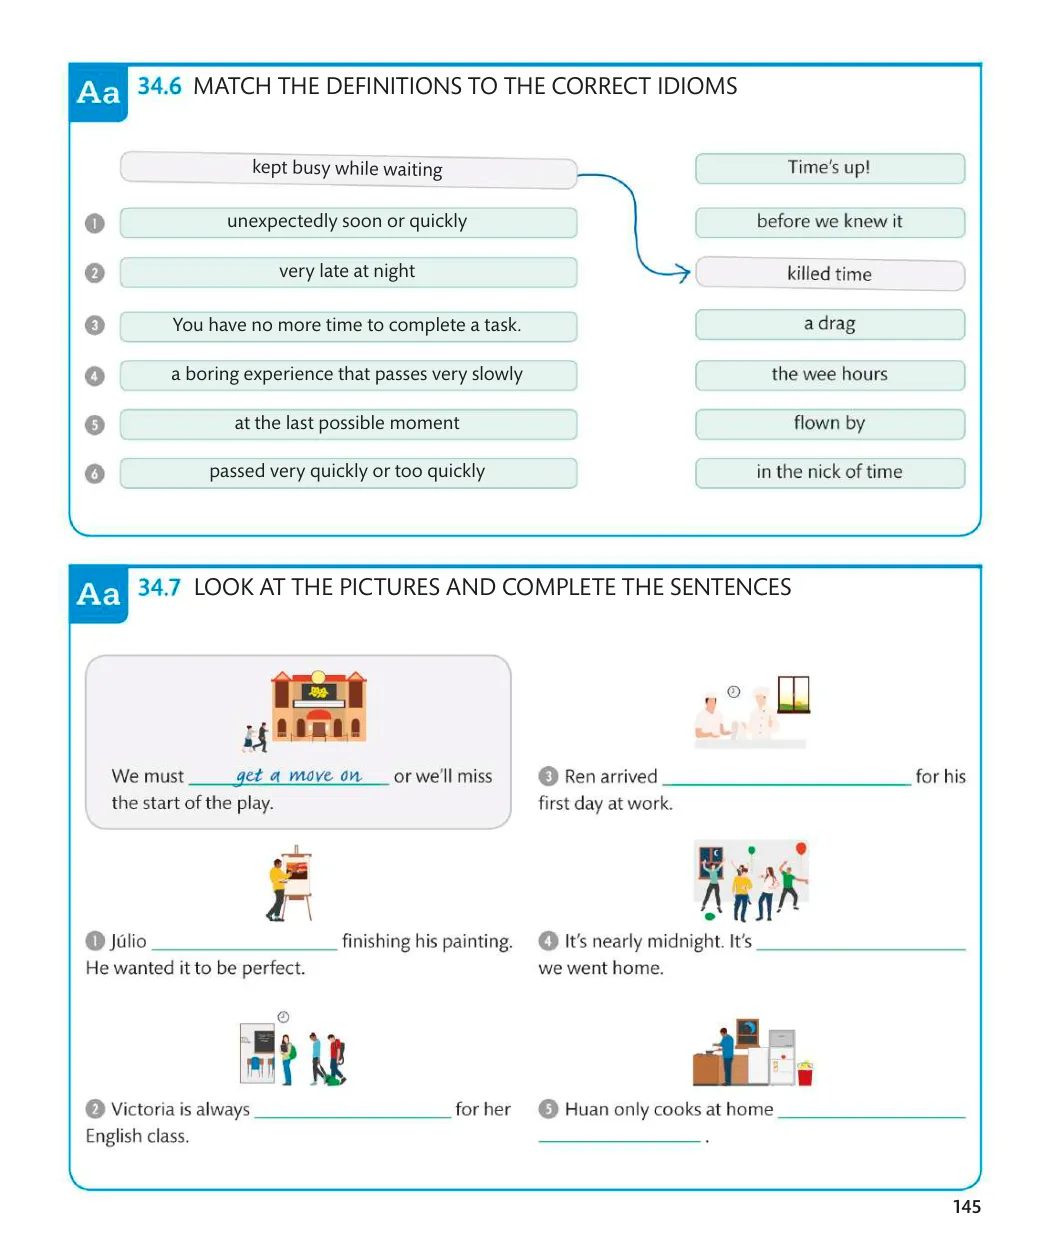 Aa
34.6 MATCH THE DEFINITIONS TO THE CORRECT IDIOMS
kept busy while waiting
Time's up!
1 unexpectedly soon or quickly
before we knew it
2 very late at night
killed time
3 You have no more time to complete a task.
a drag
4 a boring experience that passes very slowly
the wee hours
5 at the last possible moment
flown by
6 passed very quickly or too quickly
in the nick of time
Aa
34.7 LOOK AT THE PICTURES AND COMPLETE THE SENTENCES
We must get a move on or we'll miss
the start of the play.
1 Júlio finishing his painting.
He wanted it to be perfect.
2 Victoria is always for her
English class.
3 Ren arrived for his
first day at work.
4 It's nearly midnight. It's
we went home.
5 Huan only cooks at home
.
145